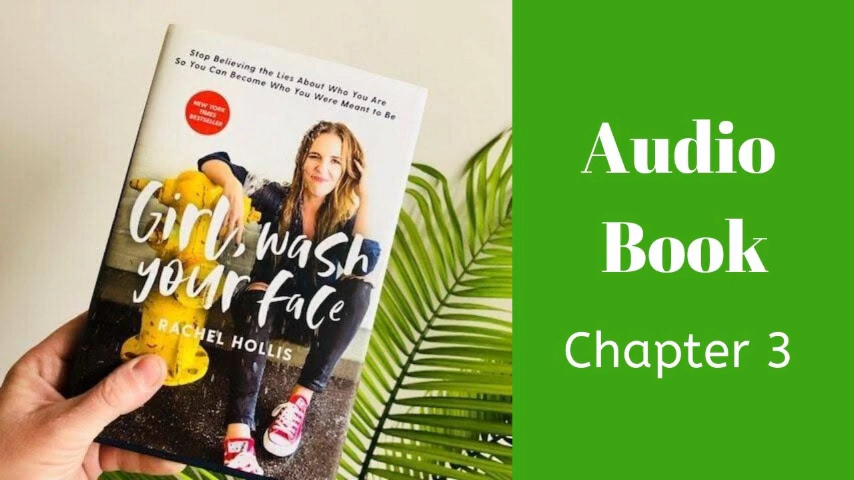 Stop Believing the Lies About Who You Are
So You Can Become Who You Were Meant to Be
NEW YORK
TIMES
BESTSELLER
Girl, wash
your face
RACHEL HOLLIS
Audio
Book
Chapter 3